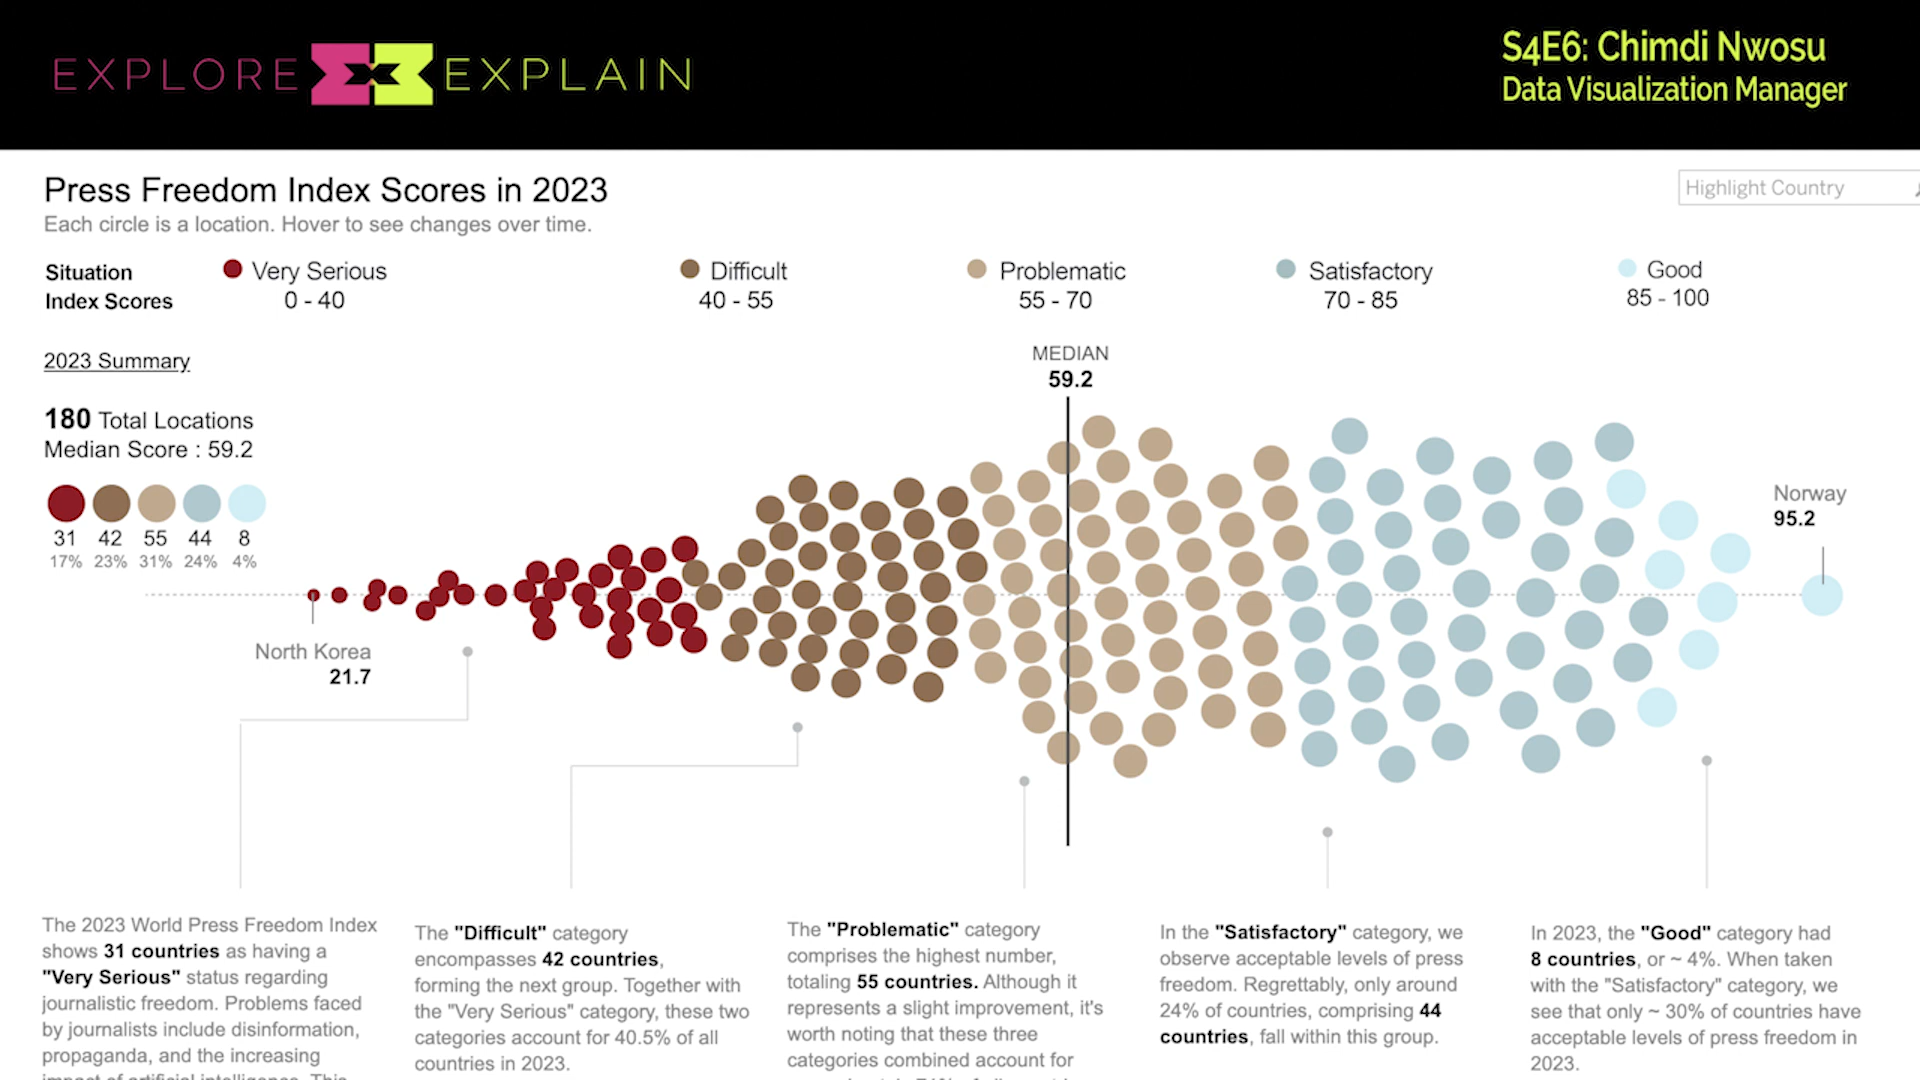 EXPLORE EXPLAIN
S4E6: Chimdi Nwosu
Data Visualization Manager
Press Freedom Index Scores in 2023
Each circle is a location. Hover to see changes over time.
Highlight Country
Situation
Index Scores
Very Serious
0 - 40
Difficult
40 - 55
Problematic
55 - 70
Satisfactory
70 - 85
Good
85 - 100
2023 Summary
180 Total Locations
Median Score : 59.2
31 42 55 44 8
17% 23% 31% 24% 4%
MEDIAN
59.2
North Korea
21.7
Norway
95.2
The 2023 World Press Freedom Index
shows 31 countries as having a
"Very Serious" status regarding
journalistic freedom. Problems faced
by journalists include disinformation,
propaganda, and the increasing
impact of artificial intelligence. This
The "Difficult" category
encompasses 42 countries,
forming the next group. Together with
the "Very Serious" category, these two
categories account for 40.5% of all
countries in 2023.
The "Problematic" category
comprises the highest number,
totaling 55 countries. Although it
represents a slight improvement, it's
worth noting that these three
categories combined account for
In the "Satisfactory" category, we
observe acceptable levels of press
freedom. Regrettably, only around
24% of countries, comprising 44
countries, fall within this group.
In 2023, the "Good" category had
8 countries, or ~ 4%. When taken
with the "Satisfactory" category, we
see that only ~ 30% of countries have
acceptable levels of press freedom in
2023.